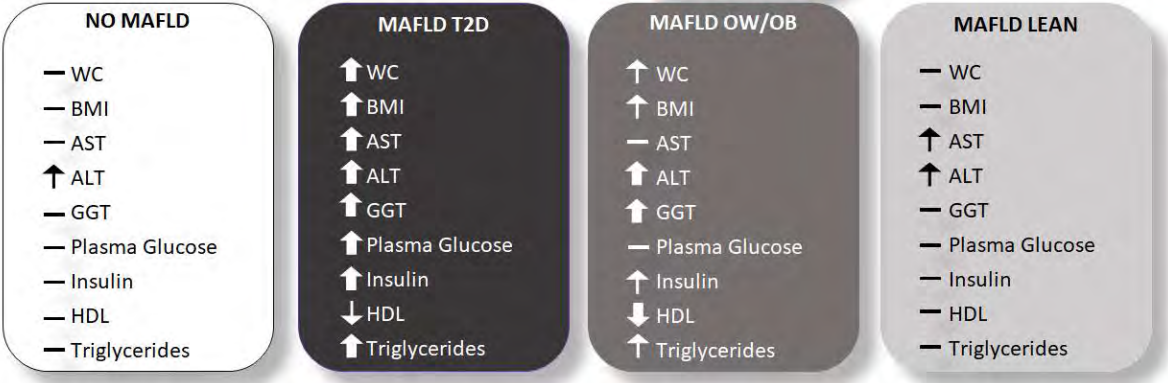 NO MAFLD
WC
BMI
AST
ALT
GGT
Plasma Glucose
Insulin
HDL
Triglycerides
MAFLD T2D
WC
BMI
AST
ALT
GGT
Plasma Glucose
Insulin
HDL
Triglycerides
MAFLD OW/OB
WC
BMI
AST
ALT
GGT
Plasma Glucose
Insulin
HDL
Triglycerides
MAFLD LEAN
WC
BMI
AST
ALT
GGT
Plasma Glucose
Insulin
HDL
Triglycerides